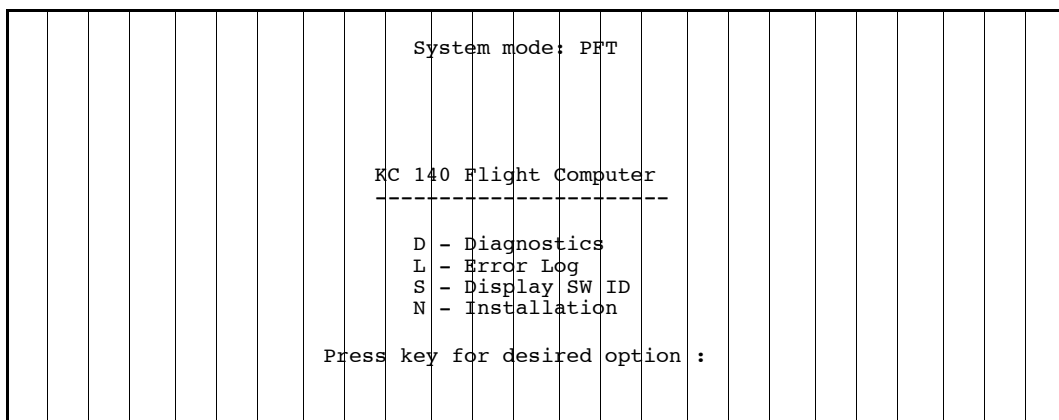 System mode: PFT
KC 140 Flight Computer
-----------------------
D - Diagnostics
L - Error Log
S - Display SW ID
N - Installation
Press key for desired option :